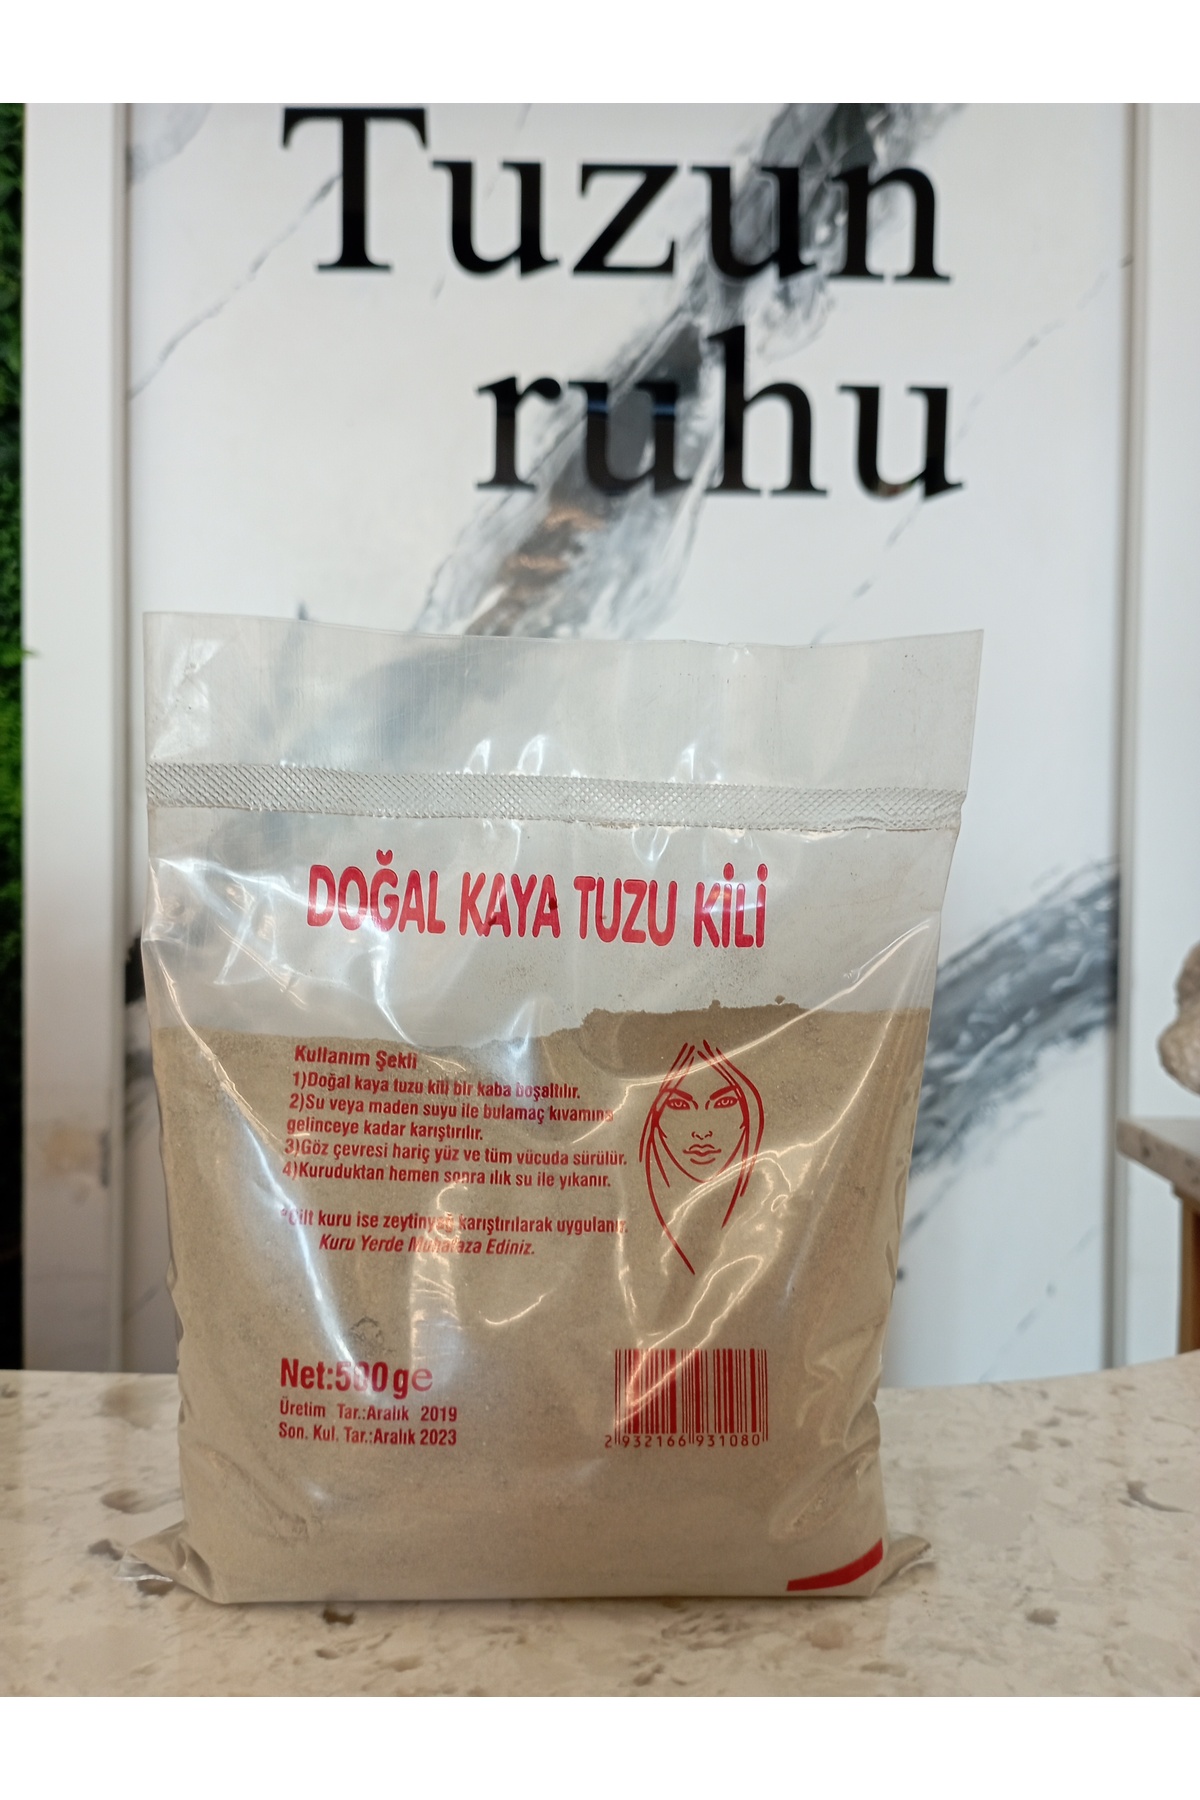 Tuzun
ruhu
DOĞAL KAYA TUZU KİLİ
Kullanım Şekli
1)Doğal kaya tuzu kili bir kaba boşaltılır.
2)Su veya maden suyu ile bulamaç kıvamına
gelinceye kadar karıştırılır.
3)Göz çevresi hariç yüz ve tüm vücuda sürülür.
4)Kuruduktan hemen sonra ılık su ile yıkanır.
*Cilt kuru ise zeytinyağ karıştırılarak uygulanır.
Kuru Yerde Muhafaza Ediniz.
Net:500 g℮
Üretim Tar.:Aralık 2019
Son. Kul. Tar.:Aralık 2023
2 932166 931080